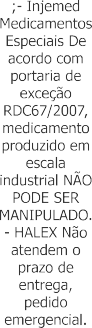 ;- Injemed
Medicamentos
Especiais De
acordo com
portaria de
exceção
RDC67/2007,
medicamento
produzido em
escala
industrial NÃO
PODE SER
MANIPULADO.
- HALEX Não
atendem o
prazo de
entrega,
pedido
emergencial.